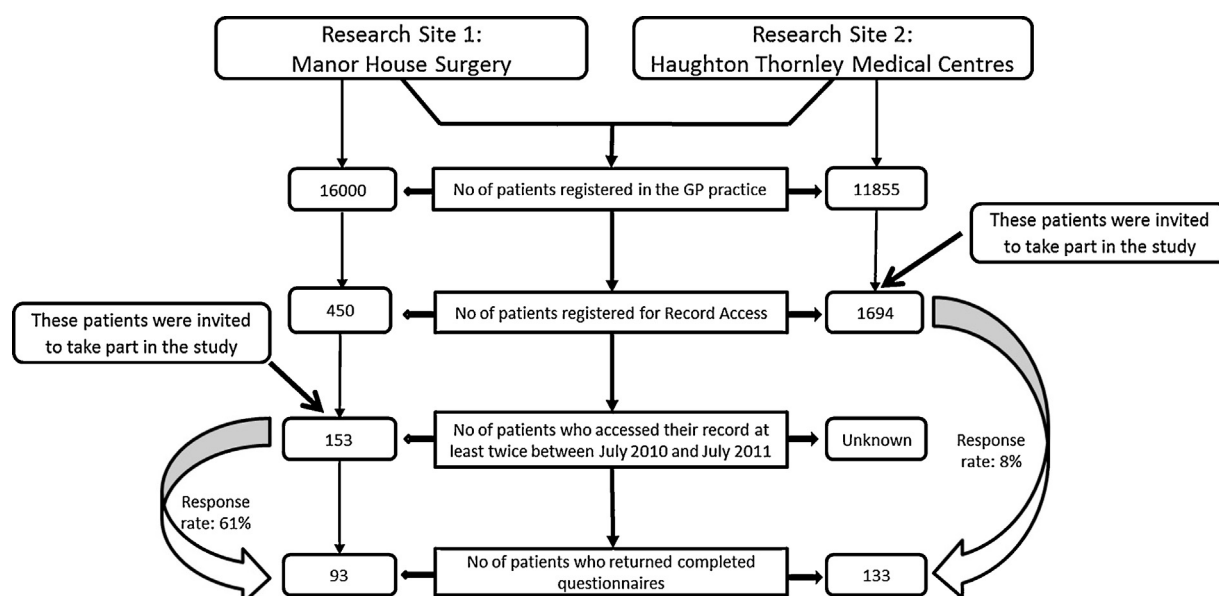 Research Site 1:
Manor House Surgery
Research Site 2:
Haughton Thornley Medical Centres
16000
No of patients registered in the GP practice
11855
These patients were invited
to take part in the study
450
No of patients registered for Record Access
1694
These patients were invited
to take part in the study
153
No of patients who accessed their record at
least twice between July 2010 and July 2011
Unknown
Response
rate: 8%
Response
rate: 61%
93
No of patients who returned completed
questionnaires
133